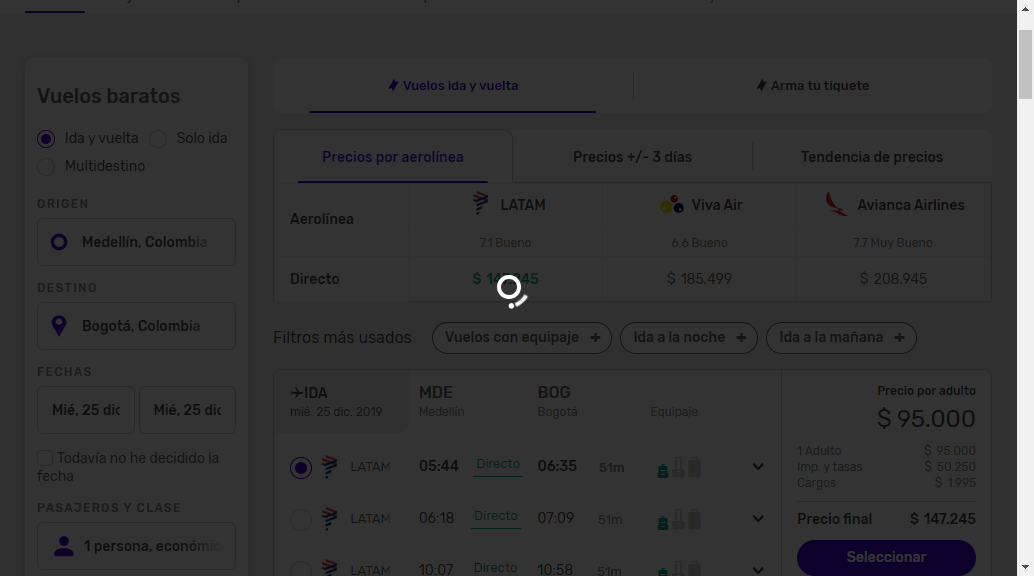 Vuelos ida y vuelta
Arma tu tiquete
Vuelos baratos
Ida y vuelta
Solo ida
Multidestino
Precios por aerolínea
Precios +/- 3 días
Tendencia de precios
ORIGEN
Medellín, Colombia
Aerolínea
LATAM
Viva Air
Avianca Airlines
7.1 Bueno
6.6 Bueno
7.7 Muy Bueno
Directo
$ 185.499
$ 208.945
DESTINO
Bogotá, Colombia
Filtros más usados
Vuelos con equipaje +
Ida a la noche +
Ida a la mañana +
FECHAS
Mié, 25 dic
Mié, 25 dic
Todavía no he decidido la
fecha
PASAJEROS Y CLASE
1 persona, económic
IDA
MDE
BOG
mié. 25 dic. 2019
Medellín
Bogotá
Equipaje
LATAM
05:44
Directo
06:35
51m
LATAM
06:18
Directo
07:09
51m
LATAM
10:07
Directo
10:58
51m
Precio por adulto
$ 95.000
1 Adulto
$ 95.000
Imp. y tasas
$ 50.250
Cargos
$ 1.995
Precio final
$ 147.245
Seleccionar